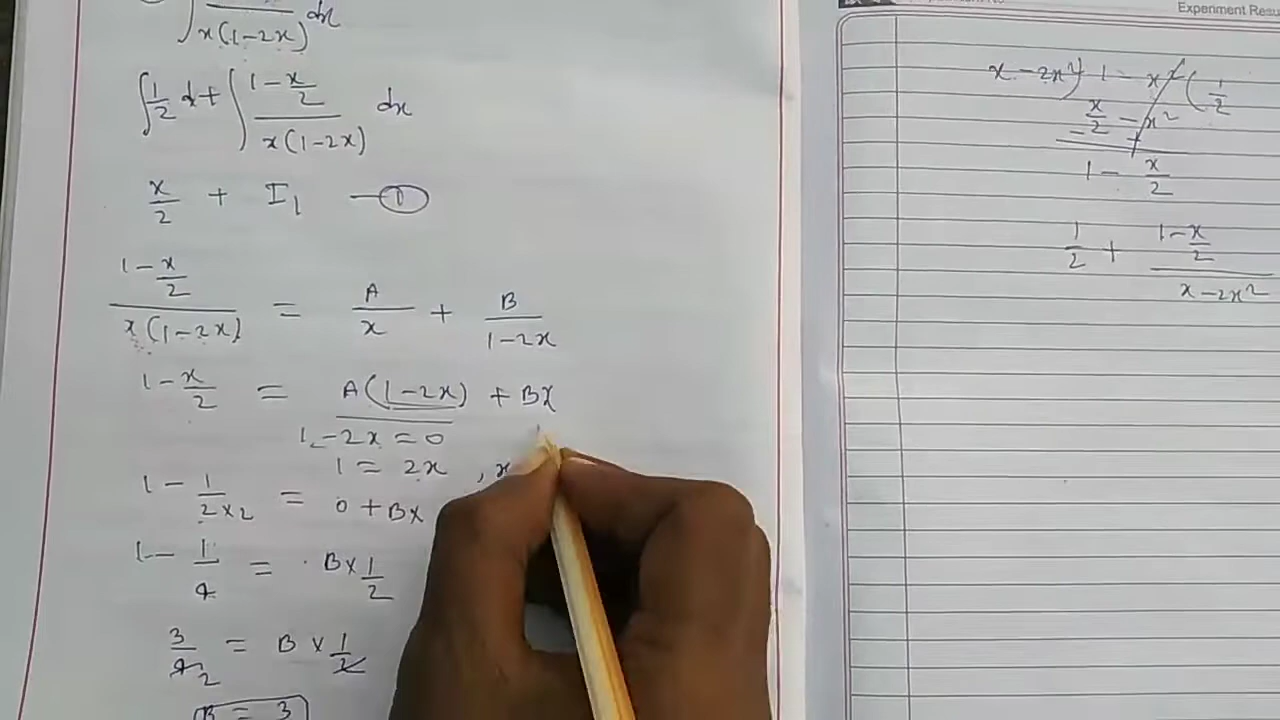 x(1-2x) dx
∫ 1/2 dx + ∫ (1 - x/2)/(x(1-2x)) dx
x/2 + I₁ — ①
(1 - x/2)/(x(1-2x)) = A/x + B/(1-2x)
1 - x/2 = A(1-2x) + Bx
1 - 2x = 0
1 = 2x , x
1 - 1/(2×2) = 0 + Bx
1 - 1/4 = B × 1/2
3/4 2 = B × 1/2
B = 3
Experiment Resu
x - 2x² ) 1 - x² ( 1/2
x/2 - x²
- +
1 - x/2
1/2 + (1 - x/2)/(x - 2x²)